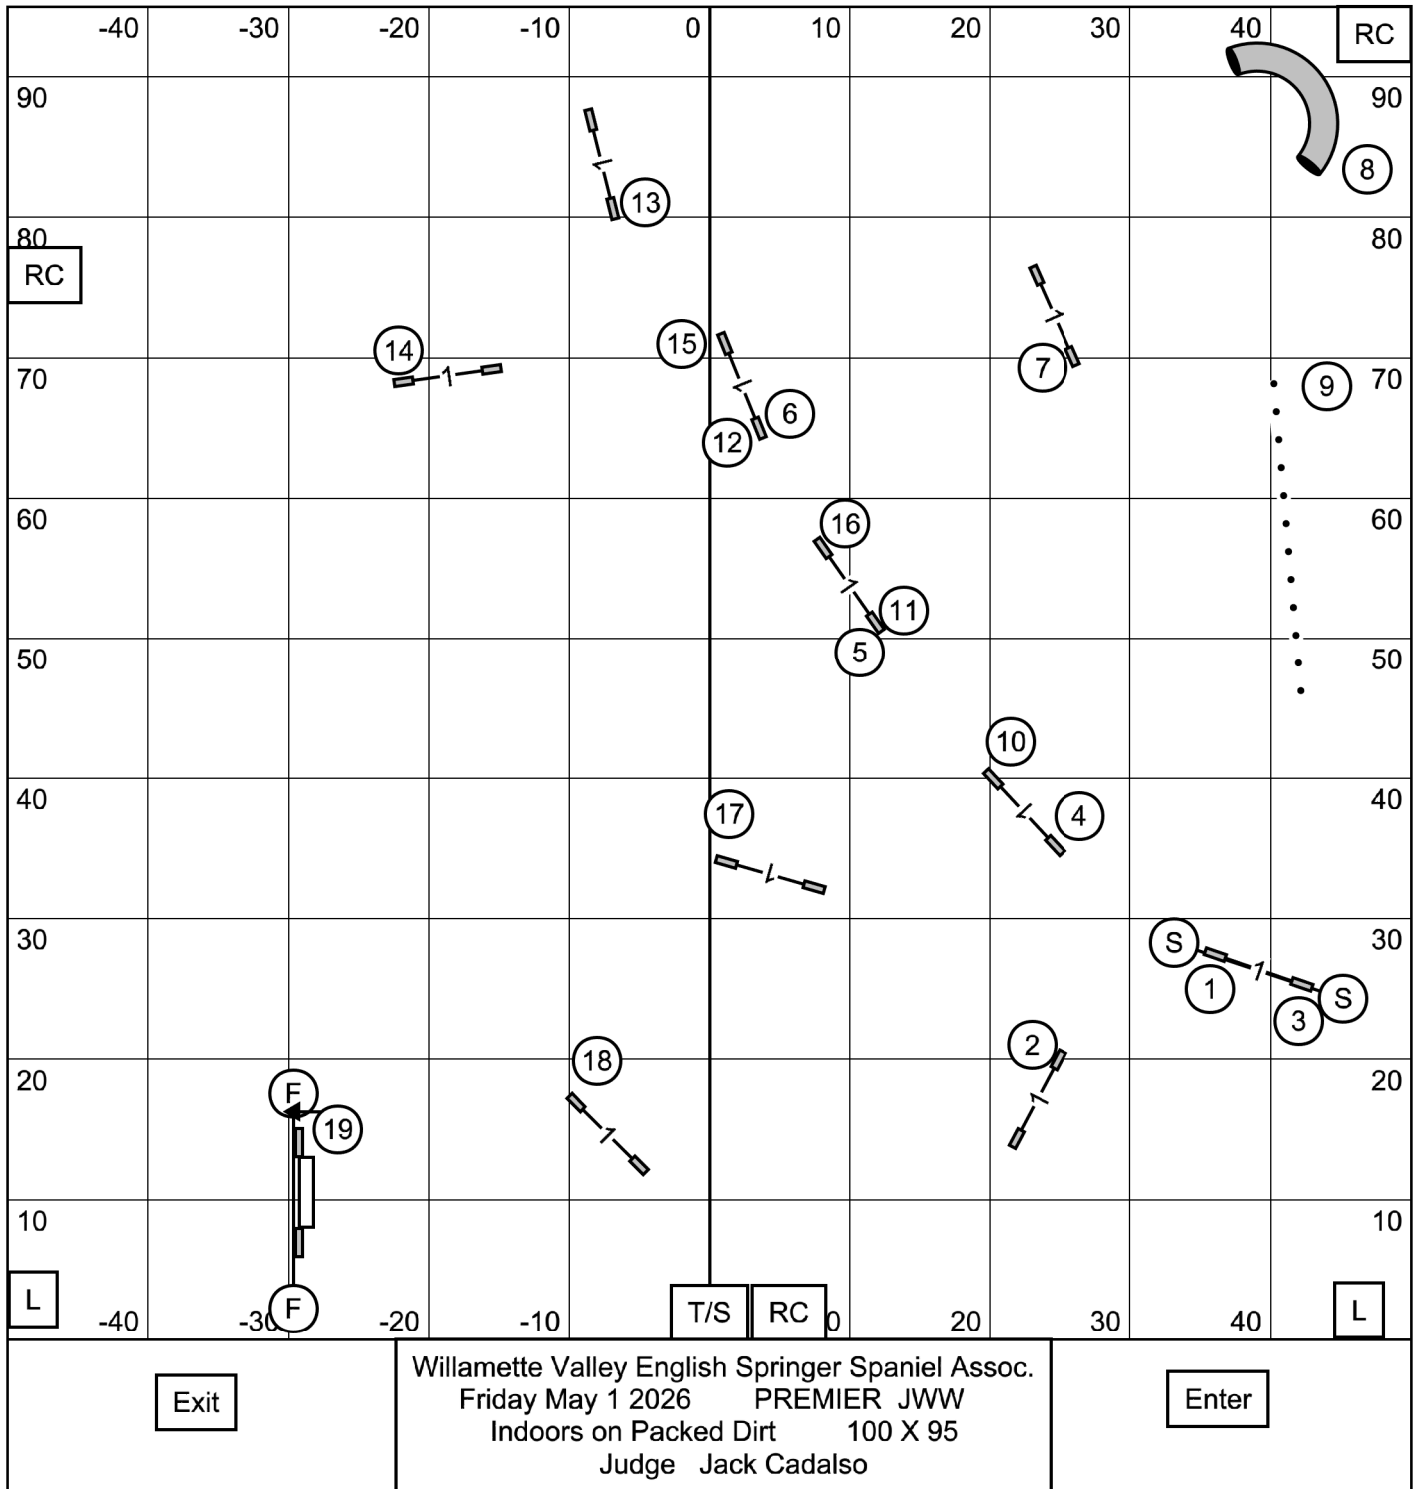 -40 -30 -20 -10 0 10 20 30 40 RC
90 90
8
13
80 80
RC
15 14 7
70 9 70
6
12
60 60
16
11
5
50 50
10
40 17 4 40
30 S 30
1 S
3
2
18
20 F 20
19
10 10
L T/S RC L
-40 -30 F -20 -10 0 20 30 40
Exit Enter
Willamette Valley English Springer Spaniel Assoc.
Friday May 1 2026 PREMIER JWW
Indoors on Packed Dirt 100 X 95
Judge Jack Cadalso